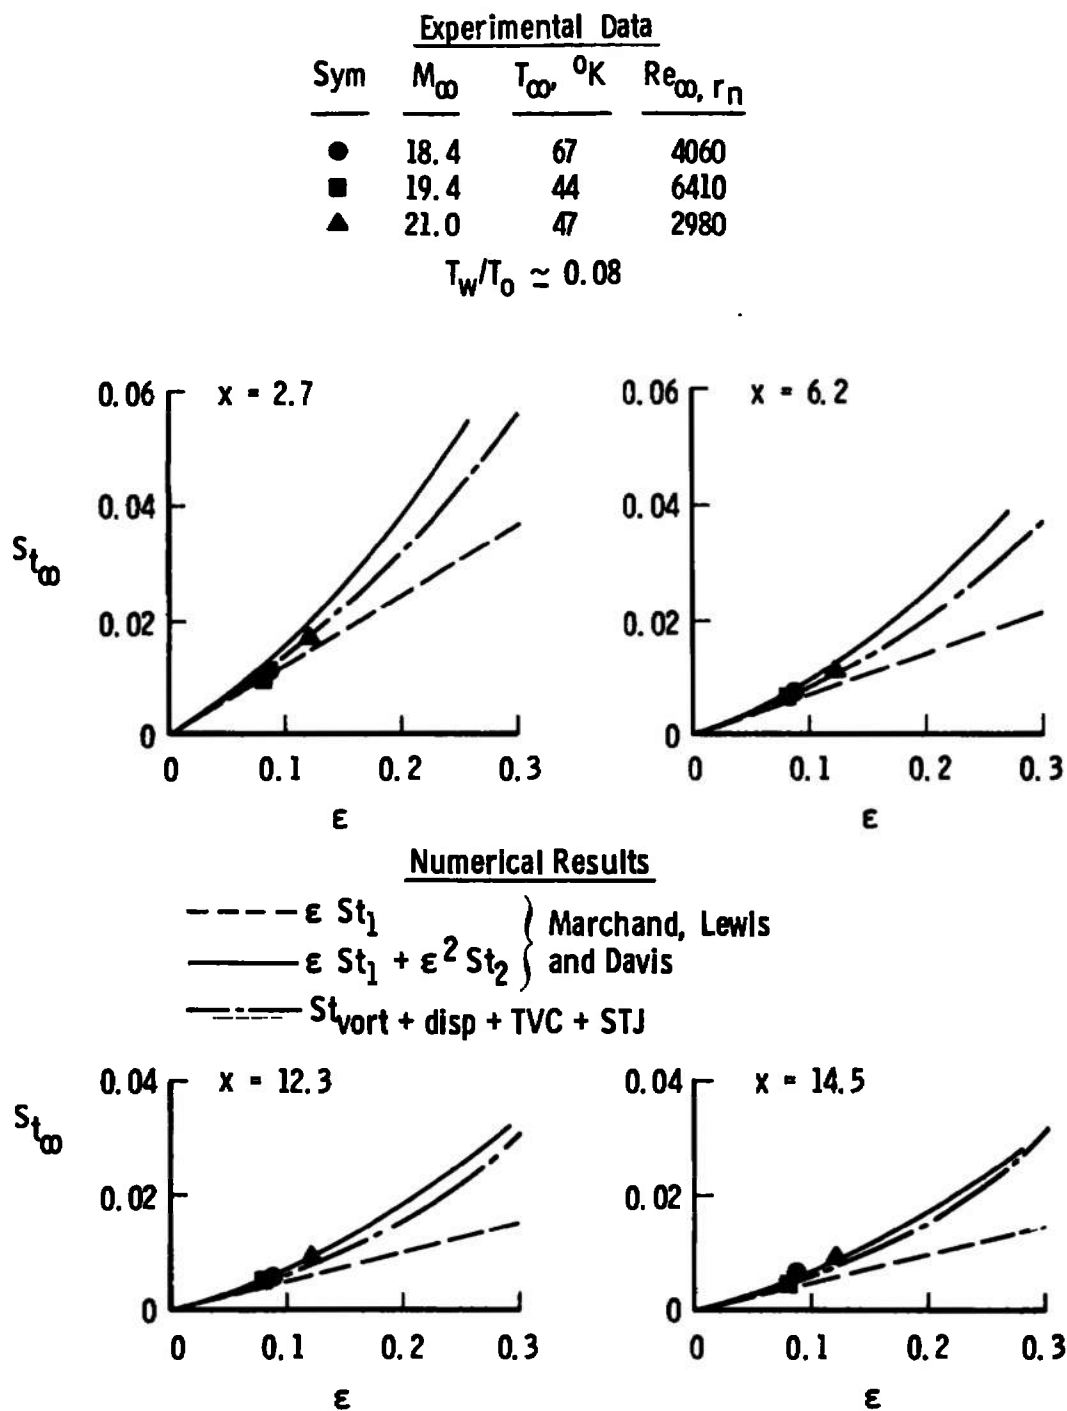 Experimental Data
Sym M∞ T∞, °K Re∞, rn
● 18.4 67 4060
■ 19.4 44 6410
▲ 21.0 47 2980
Tw/To ≃ 0.08
x = 2.7
0.06
0.04
0.02
0
St∞
0 0.1 0.2 0.3
ε
x = 6.2
0.06
0.04
0.02
0
0 0.1 0.2 0.3
ε
Numerical Results
ε St1
ε St1 + ε2 St2
} Marchand, Lewis
and Davis
Stvort + disp + TVC + STJ
x = 12.3
0.04
0.02
0
St∞
0 0.1 0.2 0.3
ε
x = 14.5
0.04
0.02
0
0 0.1 0.2 0.3
ε